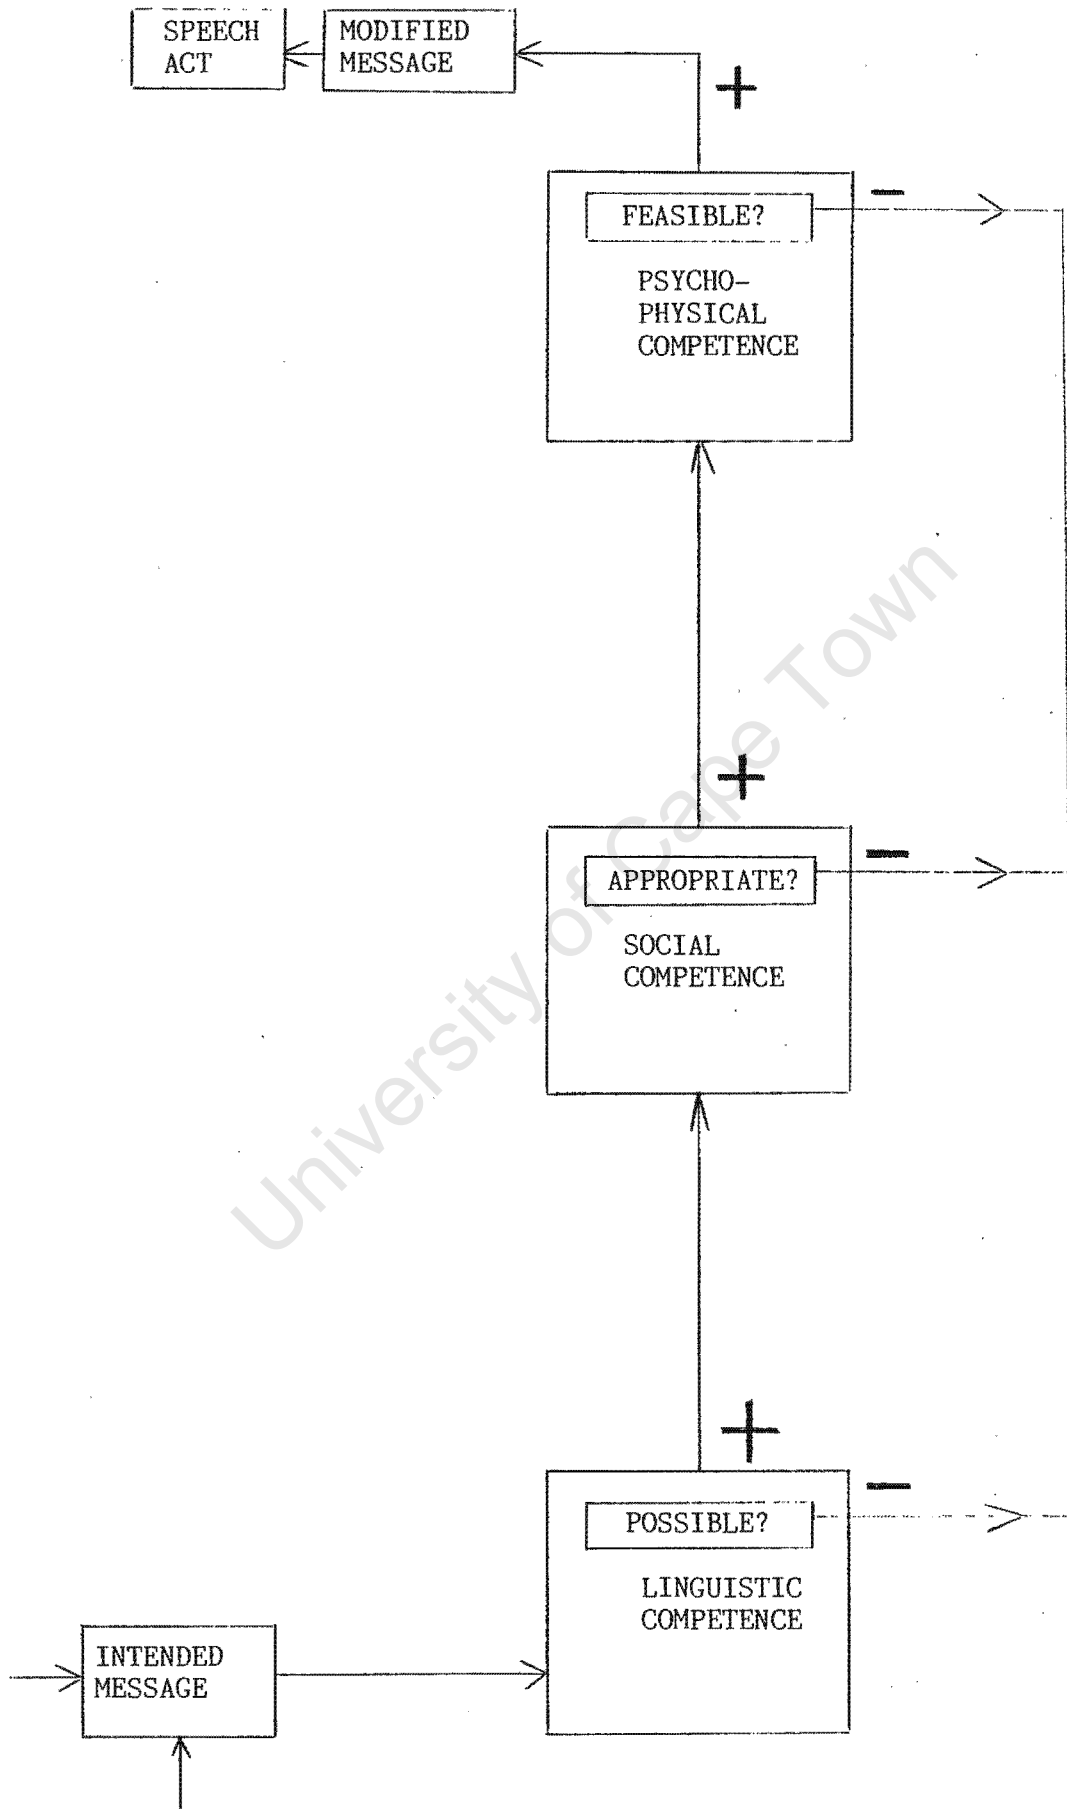 SPEECH
ACT
MODIFIED
MESSAGE
+
FEASIBLE?
-
PSYCHO-
PHYSICAL
COMPETENCE
+
APPROPRIATE?
-
SOCIAL
COMPETENCE
+
POSSIBLE?
-
LINGUISTIC
COMPETENCE
INTENDED
MESSAGE
University of Cape Town